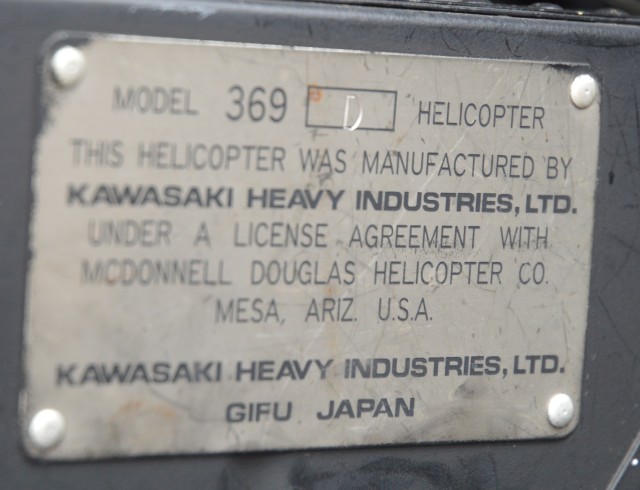 MODEL 369 D HELICOPTER
THIS HELICOPTER WAS MANUFACTURED BY
KAWASAKI HEAVY INDUSTRIES, LTD.
UNDER A LICENSE AGREEMENT WITH
MCDONNELL DOUGLAS HELICOPTER CO.
MESA, ARIZ. U.S.A.
KAWASAKI HEAVY INDUSTRIES, LTD.
GIFU JAPAN